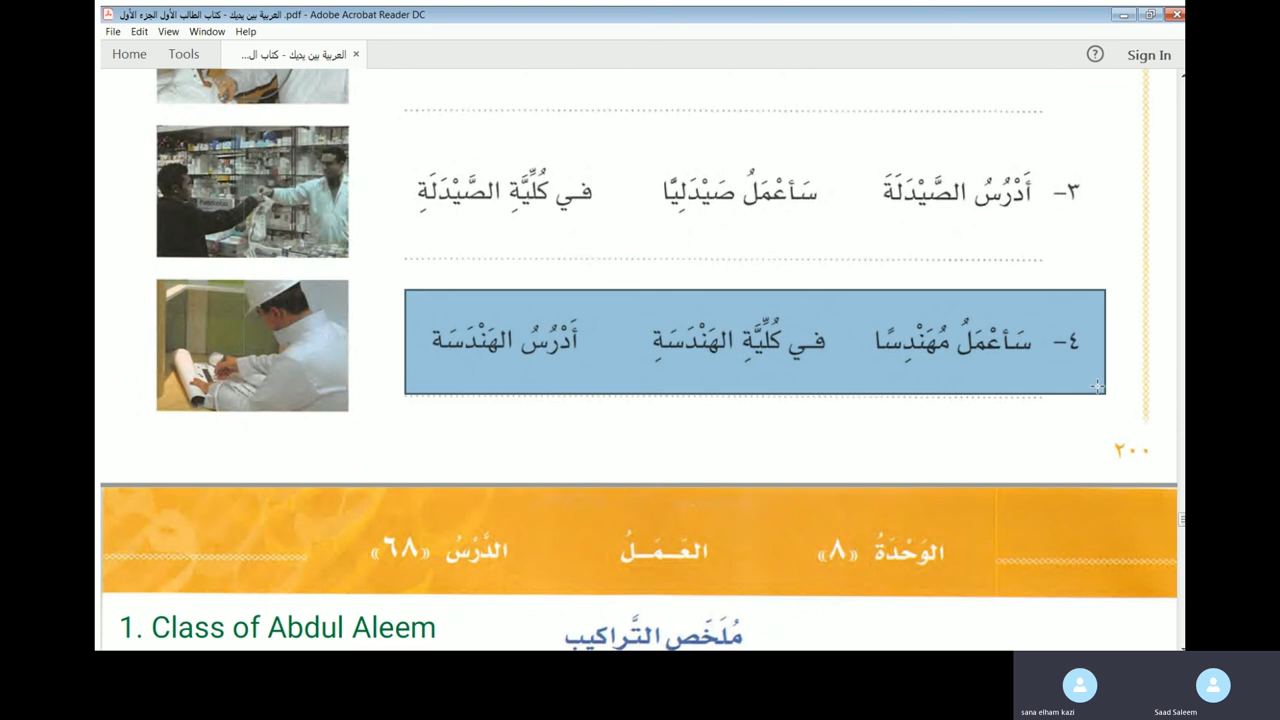 العربية بين يديك - كتاب الطالب الأول الجزء الأول .pdf - Adobe Acrobat Reader DC
File Edit View Window Help
Home Tools العربية بين يديك - كتاب ال... × ? Sign In
٣- أَدْرُسُ الصَّيْدَلَةَ سَأَعْمَلُ صَيْدَلِيًّا في كُلِّيَّةِ الصَّيْدَلَةِ
٤- سَأَعْمَلُ مُهَنْدِسًا في كُلِّيَّةِ الهَنْدَسَةِ أَدْرُسُ الهَنْدَسَة
٢٠٠
الوَحْدَةُ «٨» العَمَلُ الدَّرْسُ «٦٨»
1. Class of Abdul Aleem
مُلَخَص التَّراكيب
sana elham kazi Saad Saleem